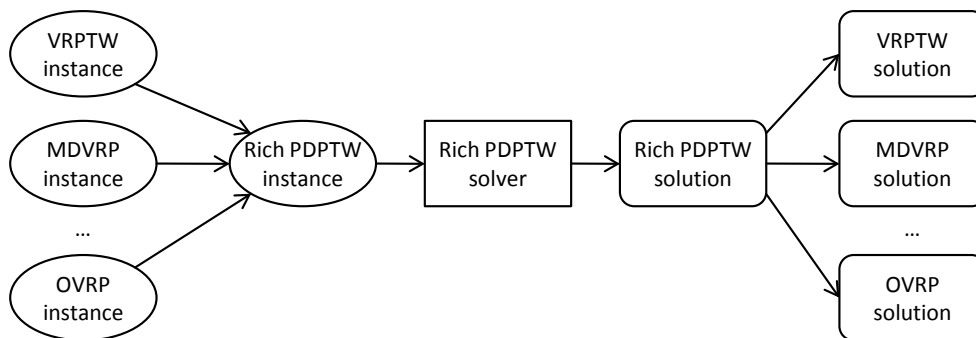 VRPTW
instance
MDVRP
instance
...
OVRP
instance
Rich PDPTW
instance
Rich PDPTW
solver
Rich PDPTW
solution
VRPTW
solution
MDVRP
solution
...
OVRP
solution